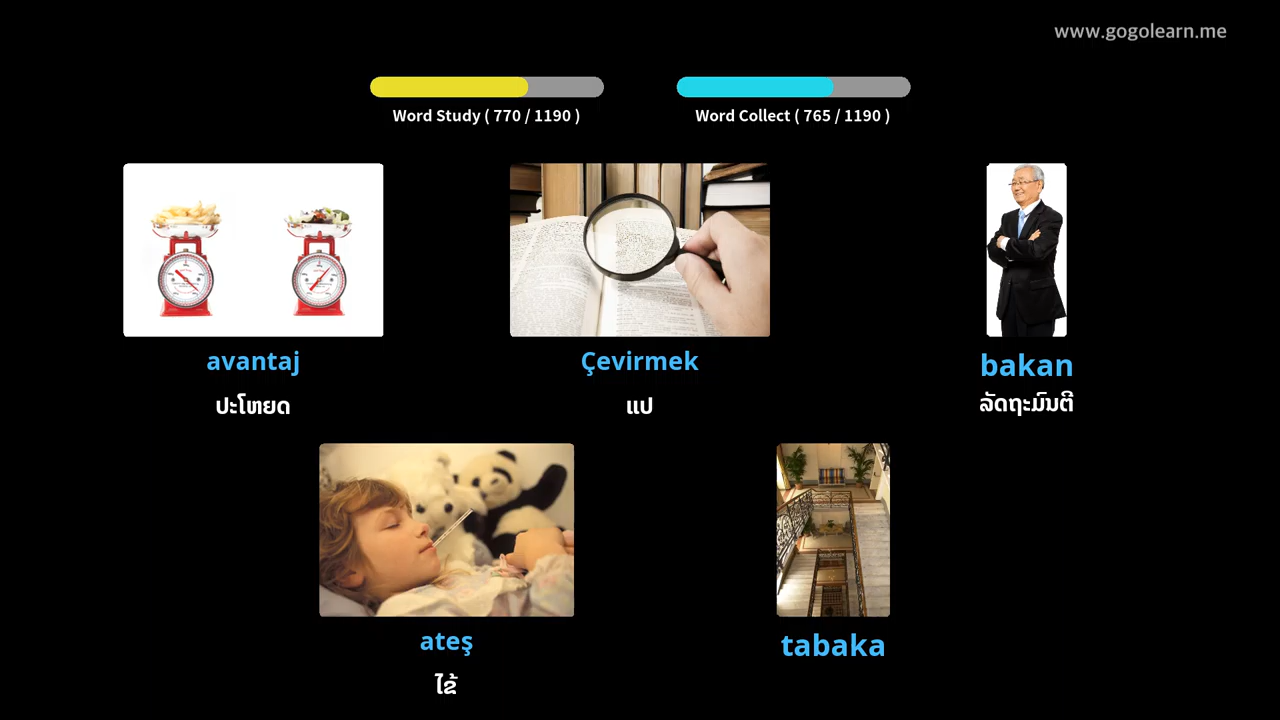 www.gogolearn.me
Word Study ( 770 / 1190 )
Word Collect ( 765 / 1190 )
avantaj
Çevirmek
bakan
ປະໂຫຍດ
ແປ
ລັດຖະມົນຕີ
ateş
tabaka
ໄຂ້